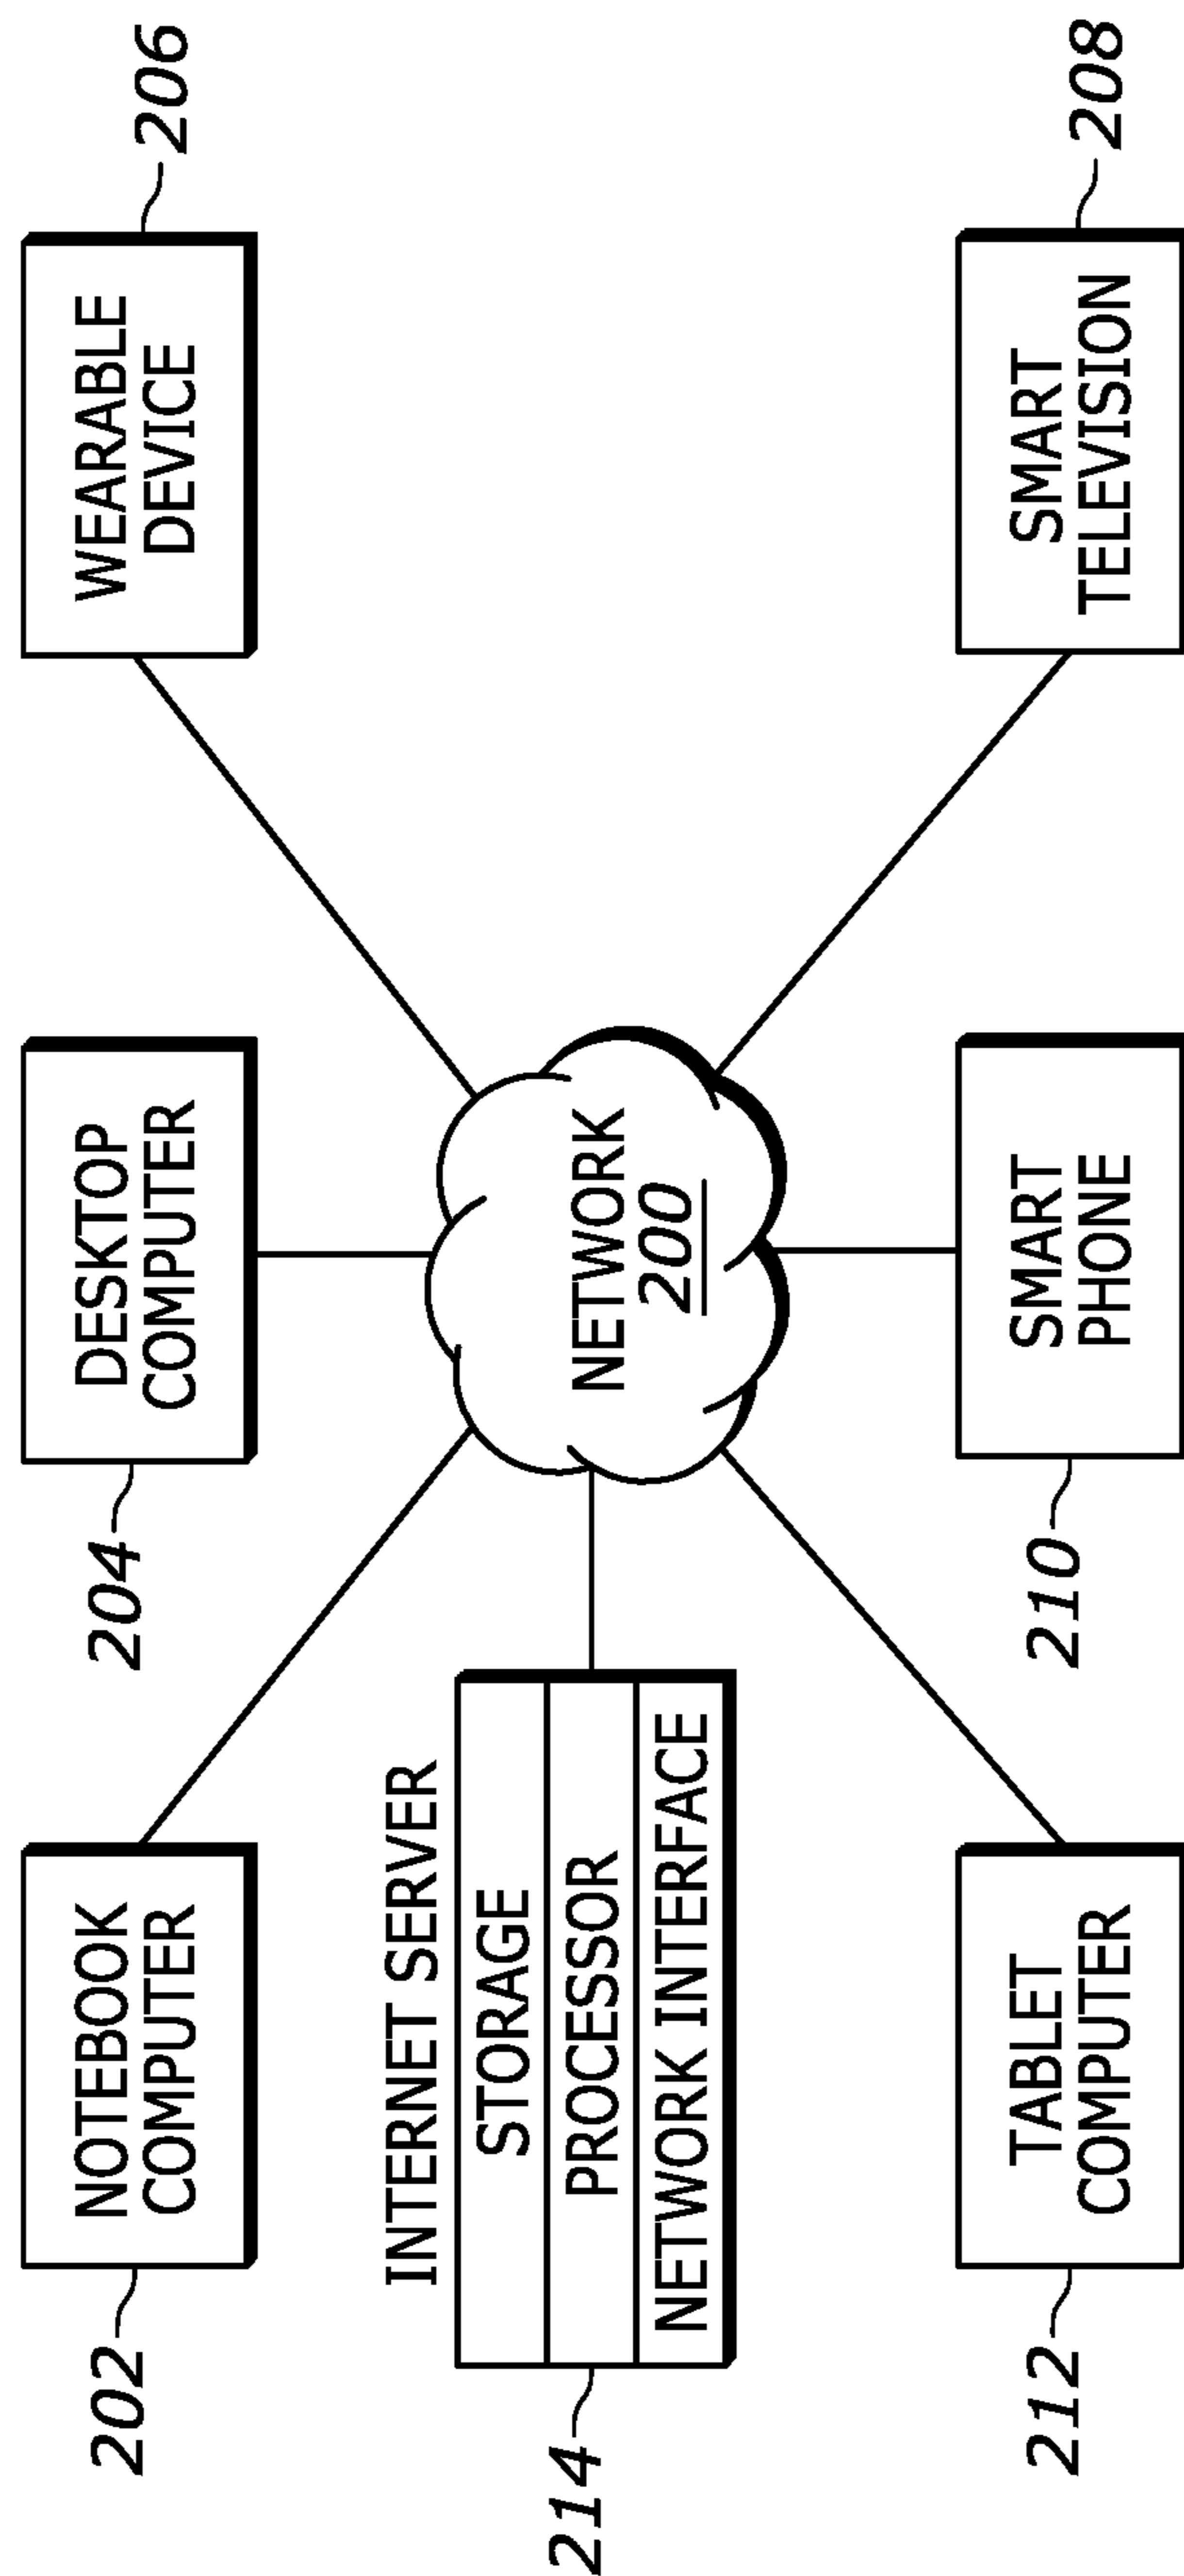 202
NOTEBOOK
COMPUTER
204
DESKTOP
COMPUTER
WEARABLE
DEVICE
206
INTERNET SERVER
214
STORAGE
PROCESSOR
NETWORK INTERFACE
NETWORK
200
212
TABLET
COMPUTER
210
SMART
PHONE
SMART
TELEVISION
208